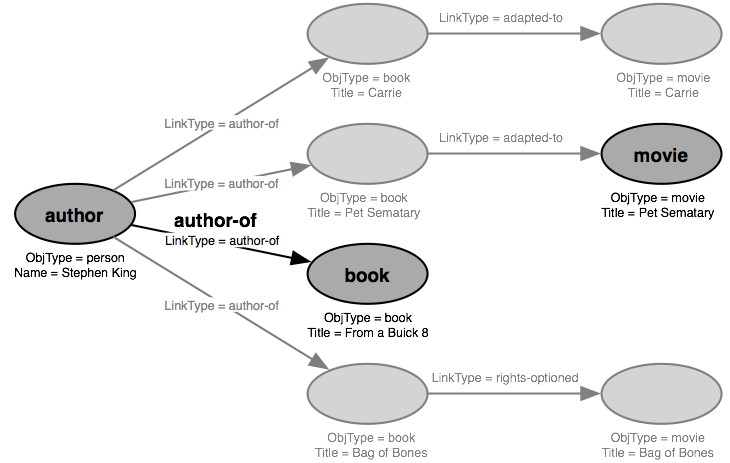 LinkType = adapted-to
ObjType = book
Title = Carrie
ObjType = movie
Title = Carrie
LinkType = author-of
LinkType = adapted-to
movie
LinkType = author-of
ObjType = book
Title = Pet Sematary
ObjType = movie
Title = Pet Sematary
author
author-of
LinkType = author-of
ObjType = person
Name = Stephen King
book
LinkType = author-of
ObjType = book
Title = From a Buick 8
LinkType = rights-optioned
ObjType = book
Title = Bag of Bones
ObjType = movie
Title = Bag of Bones